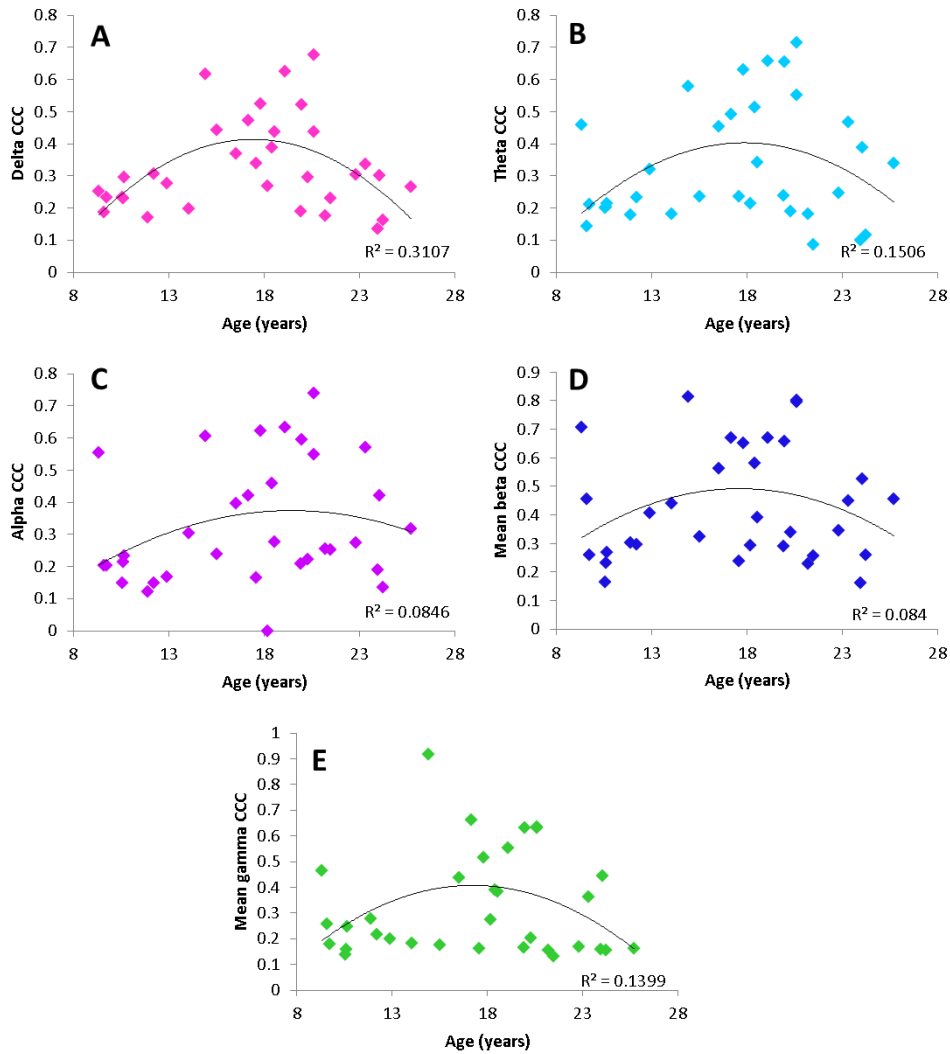 A
Delta CCC
0.8
0.7
0.6
0.5
0.4
0.3
0.2
0.1
0
R² = 0.3107
8 13 18 23 28
Age (years)
B
Theta CCC
0.8
0.7
0.6
0.5
0.4
0.3
0.2
0.1
0
R² = 0.1506
8 13 18 23 28
Age (years)
C
Alpha CCC
0.8
0.7
0.6
0.5
0.4
0.3
0.2
0.1
0
R² = 0.0846
8 13 18 23 28
Age (years)
D
Mean beta CCC
0.9
0.8
0.7
0.6
0.5
0.4
0.3
0.2
0.1
0
R² = 0.084
8 13 18 23 28
Age (years)
E
Mean gamma CCC
1
0.9
0.8
0.7
0.6
0.5
0.4
0.3
0.2
0.1
0
R² = 0.1399
8 13 18 23 28
Age (years)